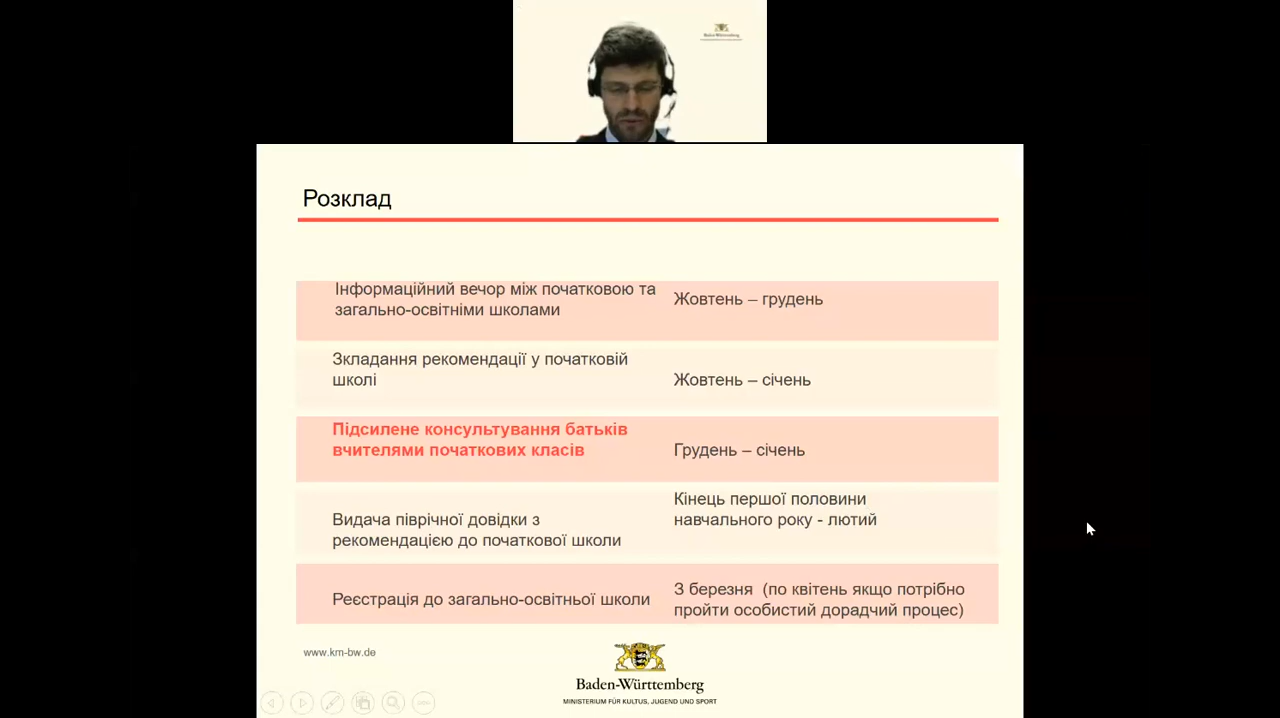 Baden-Württemberg
Розклад
Інформаційний вечор між початковою та
загально-освітніми школами
Жовтень – грудень
Зкладання рекомендації у початковій
школі
Жовтень – січень
Підсилене консультування батьків
вчителями початкових класів
Грудень – січень
Видача піврічної довідки з
рекомендацією до початкової школи
Кінець першої половини
навчального року - лютий
Реєстрація до загально-освітньої школи
З березня (по квітень якщо потрібно
пройти особистий дорадчий процес)
www.km-bw.de
Baden-Württemberg
MINISTERIUM FÜR KULTUS, JUGEND UND SPORT